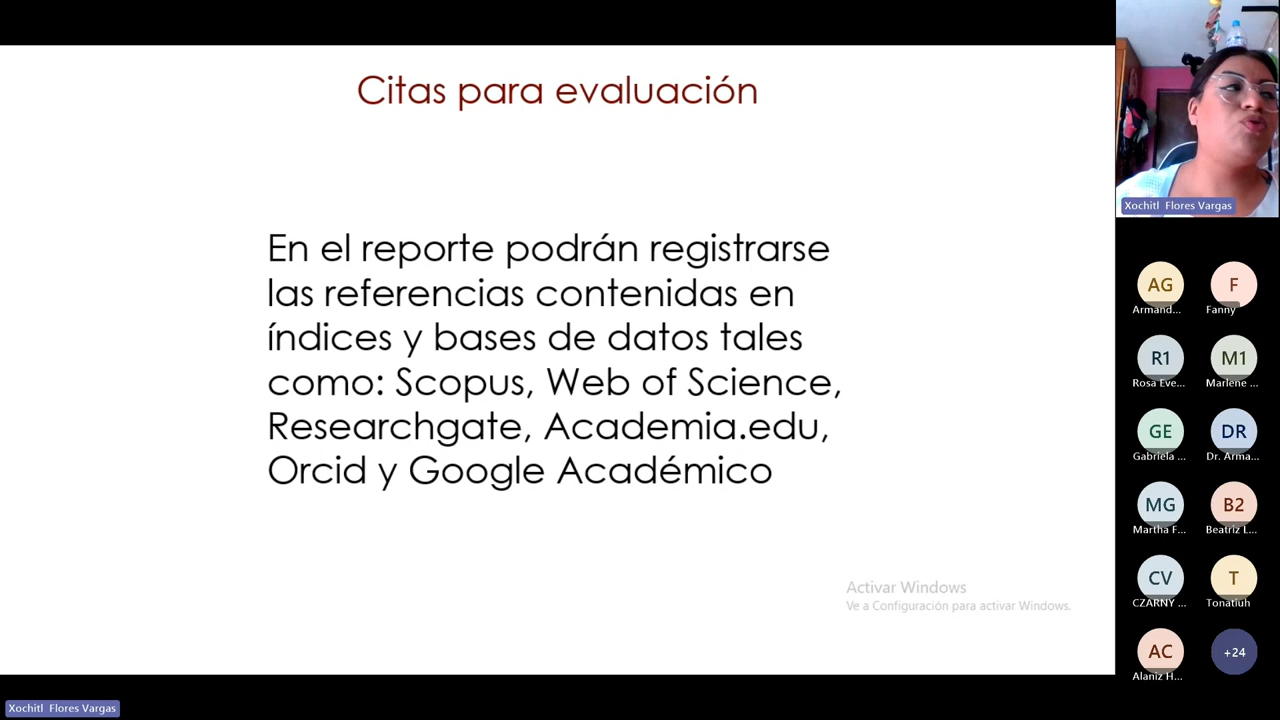 Citas para evaluación
En el reporte podrán registrarse
las referencias contenidas en
índices y bases de datos tales
como: Scopus, Web of Science,
Researchgate, Academia.edu,
Orcid y Google Académico
Activar Windows
Ve a Configuración para activar Windows.
Xochitl Flores Vargas
AG
Armand...
F
Fanny
R1
Rosa Eve...
M1
Marlene ...
GE
Gabriela ...
DR
Dr. Arma...
MG
Martha F...
B2
Beatriz L...
CV
CZARNY ...
T
Tonatiuh
AC
Alaniz H...
+24
Xochitl Flores Vargas